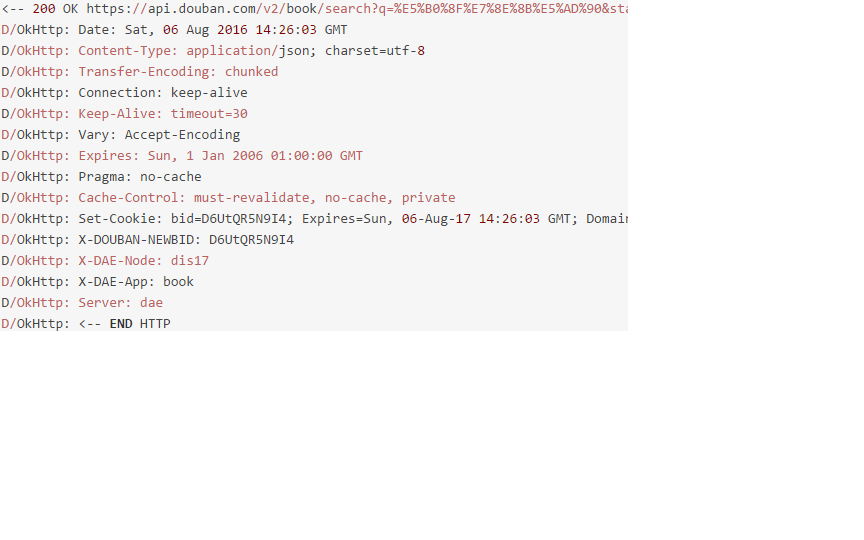 <-- 200 OK https://api.douban.com/v2/book/search?q=%E5%B0%8F%E7%8E%8B%E5%AD%90&sta
D/OkHttp: Date: Sat, 06 Aug 2016 14:26:03 GMT
D/OkHttp: Content-Type: application/json; charset=utf-8
D/OkHttp: Transfer-Encoding: chunked
D/OkHttp: Connection: keep-alive
D/OkHttp: Keep-Alive: timeout=30
D/OkHttp: Vary: Accept-Encoding
D/OkHttp: Expires: Sun, 1 Jan 2006 01:00:00 GMT
D/OkHttp: Pragma: no-cache
D/OkHttp: Cache-Control: must-revalidate, no-cache, private
D/OkHttp: Set-Cookie: bid=D6UtQR5N9I4; Expires=Sun, 06-Aug-17 14:26:03 GMT; Domain
D/OkHttp: X-DOUBAN-NEWBID: D6UtQR5N9I4
D/OkHttp: X-DAE-Node: dis17
D/OkHttp: X-DAE-App: book
D/OkHttp: Server: dae
D/OkHttp: <-- END HTTP